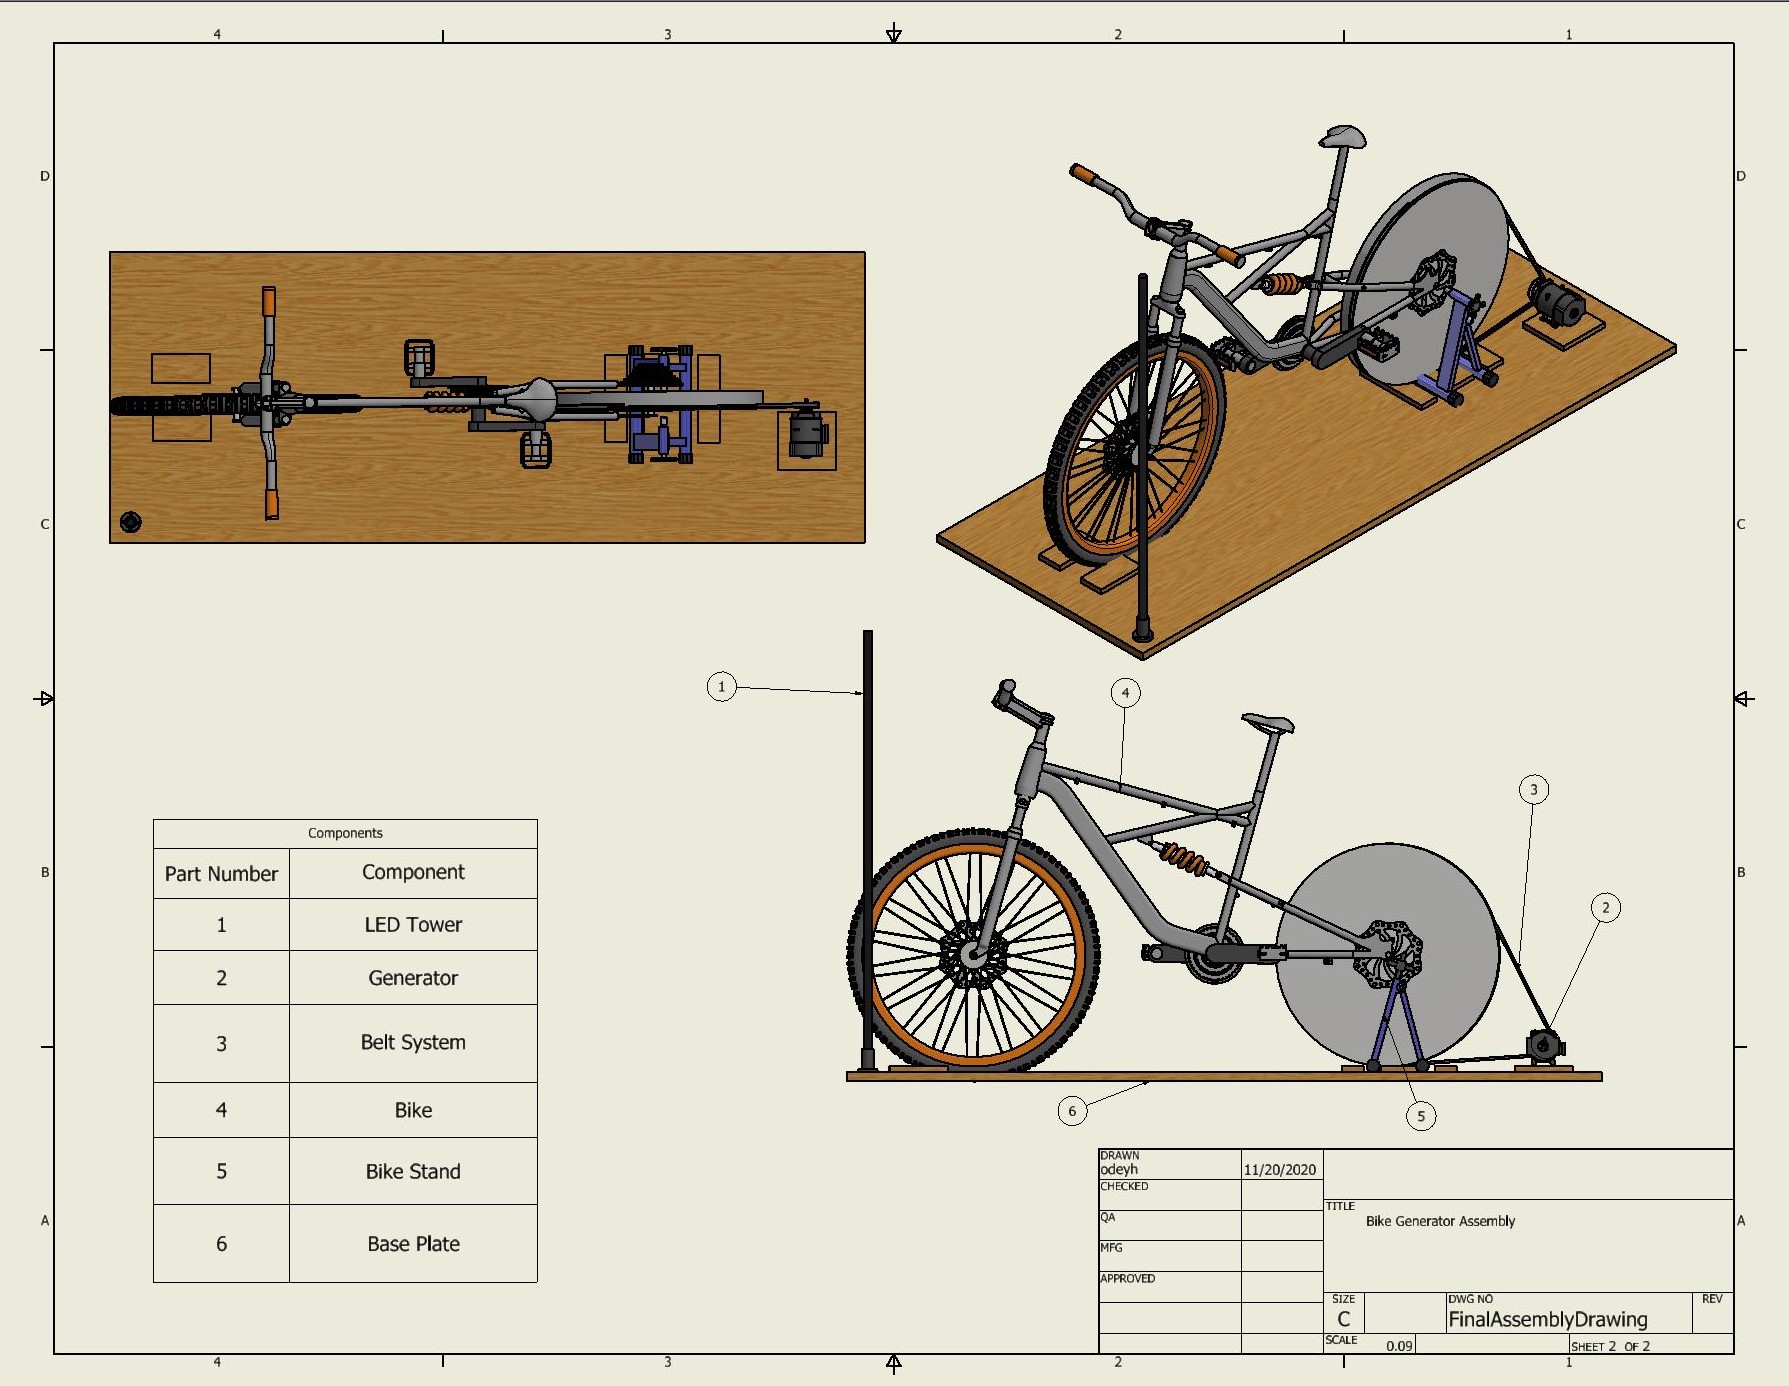 4 3 2 1
D D
C C
1
4
3
2
6
5
B B
A A
Components
Part Number Component
1 LED Tower
2 Generator
3 Belt System
4 Bike
5 Bike Stand
6 Base Plate
DRAWN
odeyh 11/20/2020
CHECKED
QA
MFG
APPROVED
TITLE
Bike Generator Assembly
SIZE
C
DWG NO
FinalAssemblyDrawing
REV
SCALE
0.09
SHEET 2 OF 2
4 3 2 1